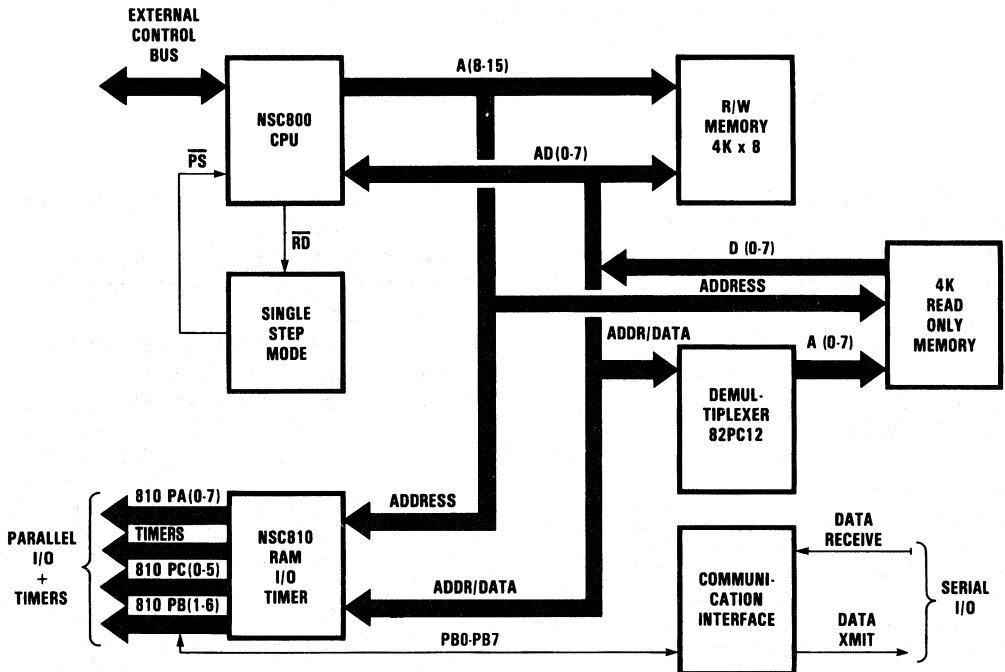 EXTERNAL
CONTROL
BUS
A(8-15)
NSC800
CPU
R/W
MEMORY
4K x 8
PS
AD(0-7)
RD
D (0-7)
SINGLE
STEP
MODE
ADDRESS
4K
READ
ONLY
MEMORY
ADDR/DATA
A (0-7)
DEMUL-
TIPLEXER
82PC12
810 PA(0-7)
ADDRESS
TIMERS
PARALLEL
I/O
+
TIMERS
NSC810
RAM
I/O
TIMER
810 PC(0-5)
810 PB(1-6)
ADDR/DATA
PB0-PB7
COMMUNI-
CATION
INTERFACE
DATA
RECEIVE
SERIAL
I/O
DATA
XMIT